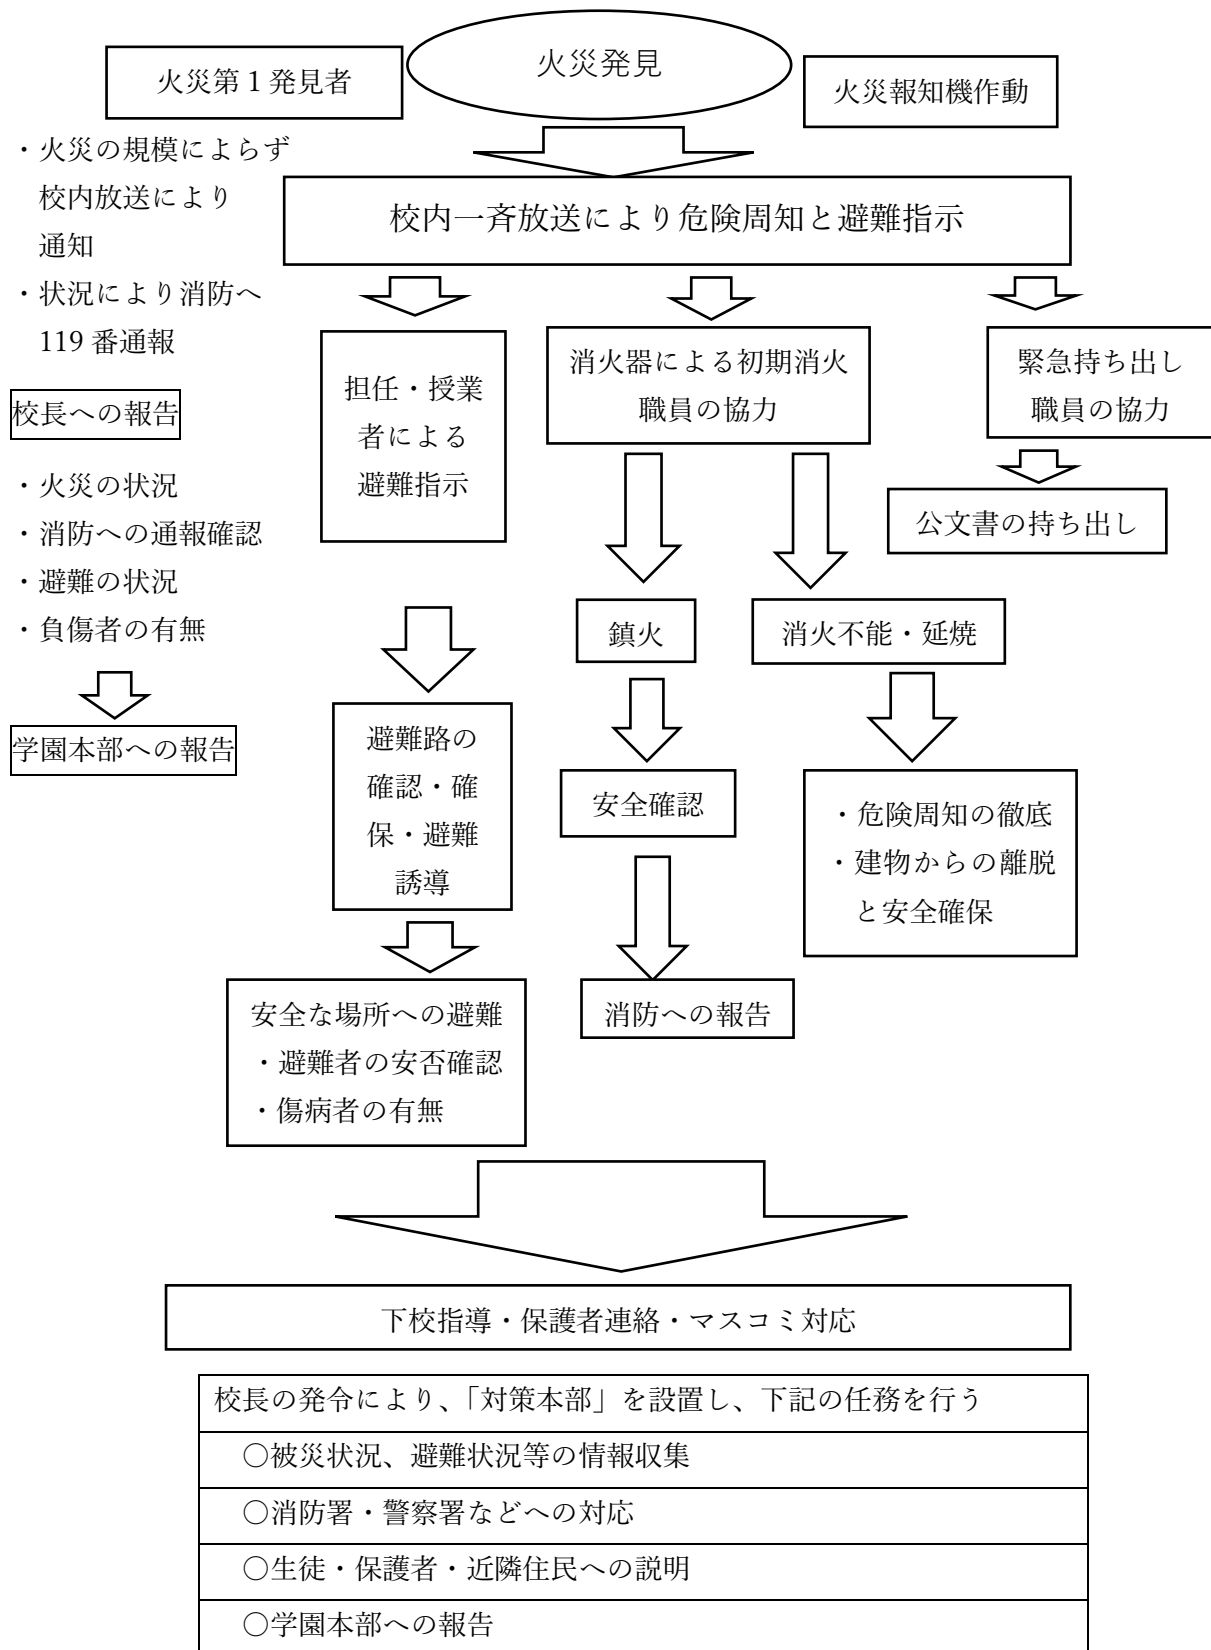 火災発見
火災第1発見者
火災報知機作動
・火災の規模によらず
校内放送により
通知
・状況により消防へ
119番通報
校長への報告
・火災の状況
・消防への通報確認
・避難の状況
・負傷者の有無
学園本部への報告
校内一斉放送により危険周知と避難指示
担任・授業
者による
避難指示
避難路の
確認・確
保・避難
誘導
安全な場所への避難
・避難者の安否確認
・傷病者の有無
消火器による初期消火
職員の協力
鎮火
安全確認
消防への報告
消火不能・延焼
・危険周知の徹底
・建物からの離脱
と安全確保
緊急持ち出し
職員の協力
公文書の持ち出し
下校指導・保護者連絡・マスコミ対応
校長の発令により、「対策本部」を設置し、下記の任務を行う
○被災状況、避難状況等の情報収集
○消防署・警察署などへの対応
○生徒・保護者・近隣住民への説明
○学園本部への報告